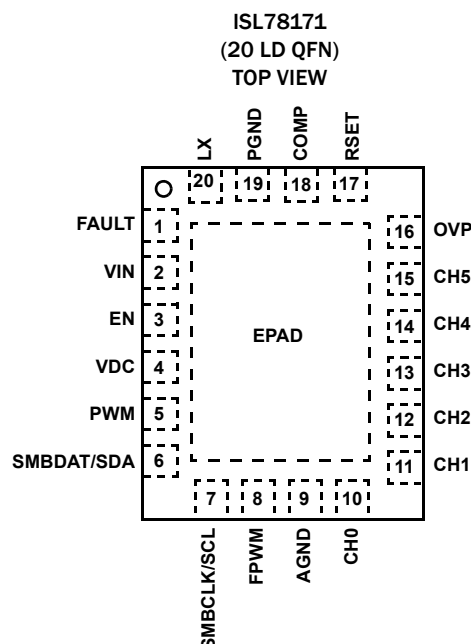 ISL78171
(20 LD QFN)
TOP VIEW
LX
PGND
COMP
RSET
20
19
18
17
FAULT
1
VIN
2
EN
3
VDC
4
PWM
5
SMBDAT/SDA
6
EPAD
16
OVP
15
CH5
14
CH4
13
CH3
12
CH2
11
CH1
7
8
9
10
SMBCLK/SCL
FPWM
AGND
CH0